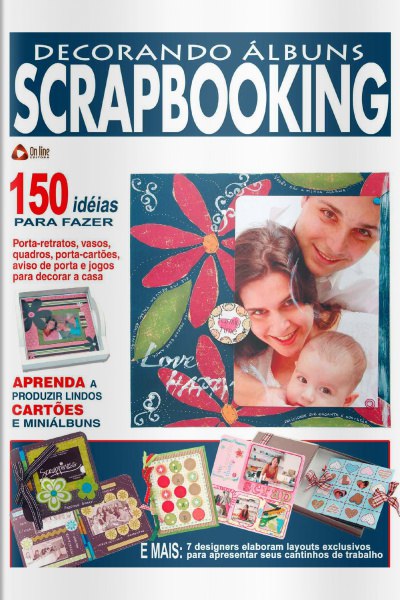 DECORANDO ÁLBUNS
SCRAPBOOKING
On line
EDITORA
150 idéias
PARA FAZER
Porta-retratos, vasos,
quadros, porta-cartões,
aviso de porta e jogos
para decorar a casa
Love
HAPPY
APRENDA A
PRODUZIR LINDOS
CARTÕES
E MINIÁLBUNS
E MAIS: 7 designers elaboram layouts exclusivos
para apresentar seus cantinhos de trabalho